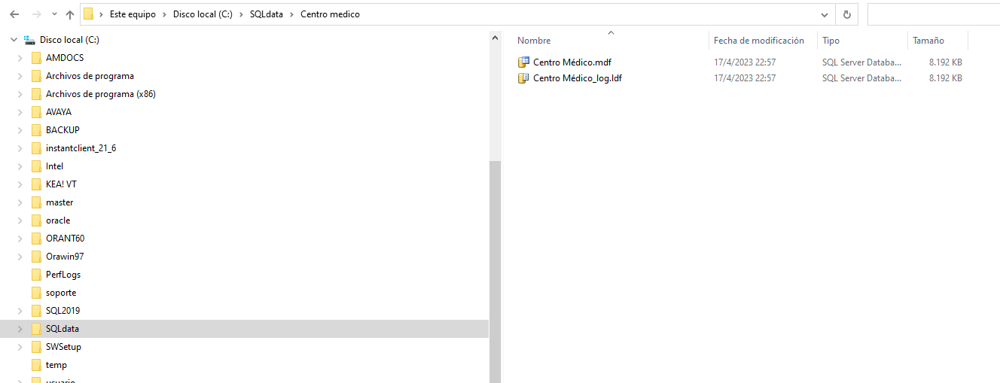 Este equipo > Disco local (C:) > SQLdata > Centro medico
Disco local (C:)
AMDOCS
Archivos de programa
Archivos de programa (x86)
AVAYA
BACKUP
instantclient_21_6
Intel
KEA! VT
master
oracle
ORANT60
Orawin97
PerfLogs
soporte
SQL2019
SQLdata
SWSetup
temp
usuario
Nombre Fecha de modificación Tipo Tamaño
Centro Médico.mdf 17/4/2023 22:57 SQL Server Databa... 8.192 KB
Centro Médico_log.ldf 17/4/2023 22:57 SQL Server Databa... 8.192 KB